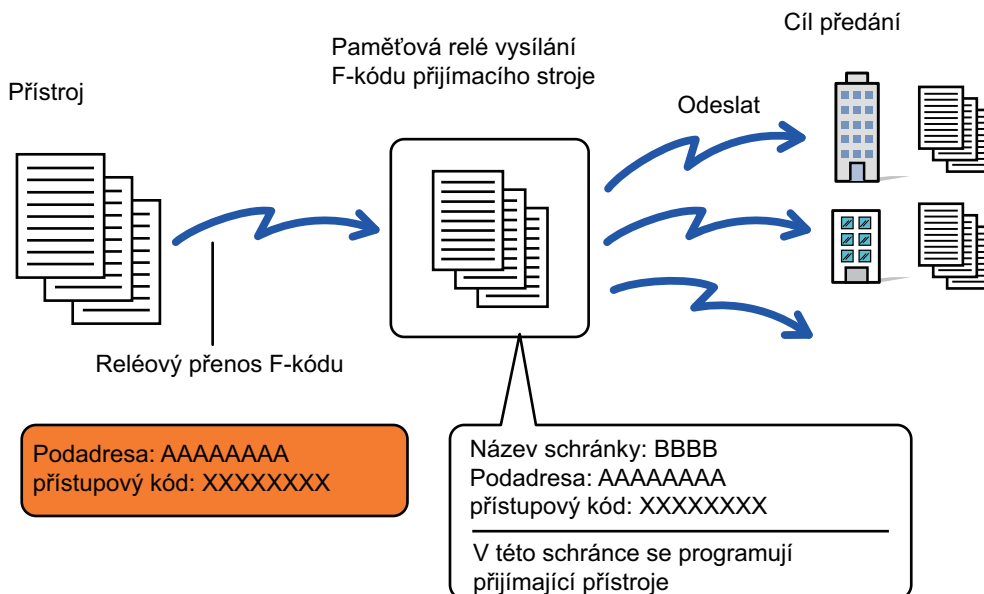 Přístroj
Paměťová relé vysílání
F-kódu přijímacího stroje
Cíl předání
Odeslat
Reléový přenos F-kódu
Podadresa: AAAAAAAA
přístupový kód: XXXXXXXX
Název schránky: BBBB
Podadresa: AAAAAAAA
přístupový kód: XXXXXXXX
V této schránce se programují
přijímající přístroje